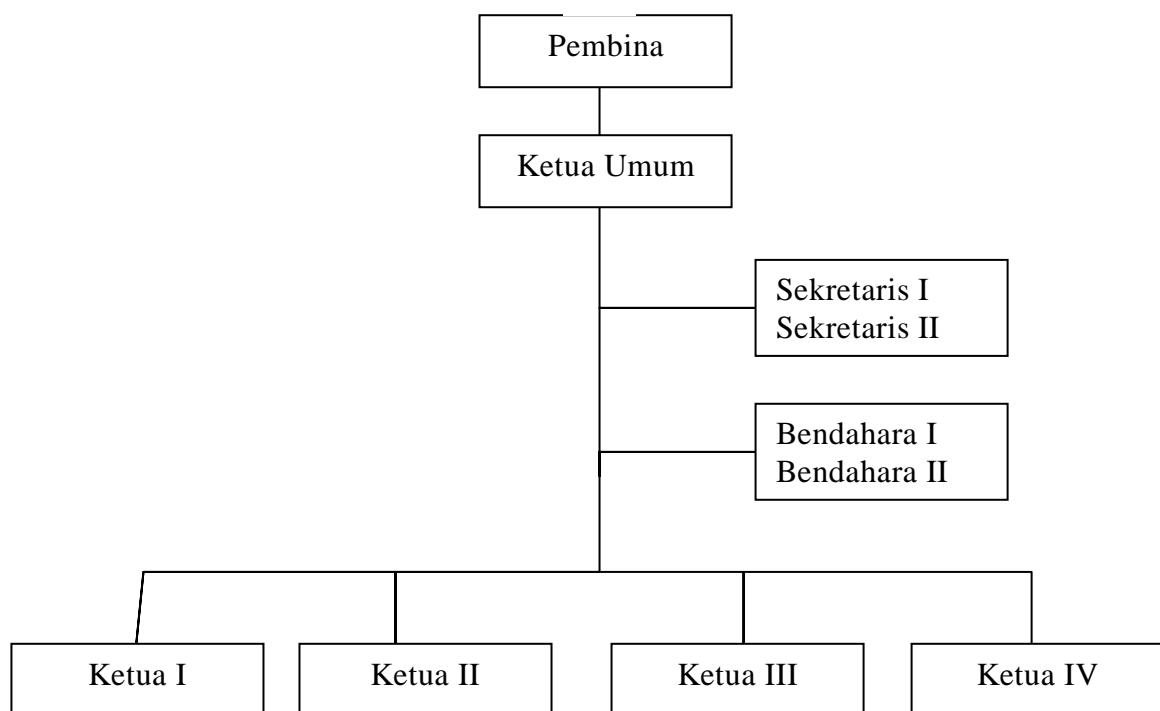 Pembina
Ketua Umum
Sekretaris I
Sekretaris II
Bendahara I
Bendahara II
Ketua I
Ketua II
Ketua III
Ketua IV